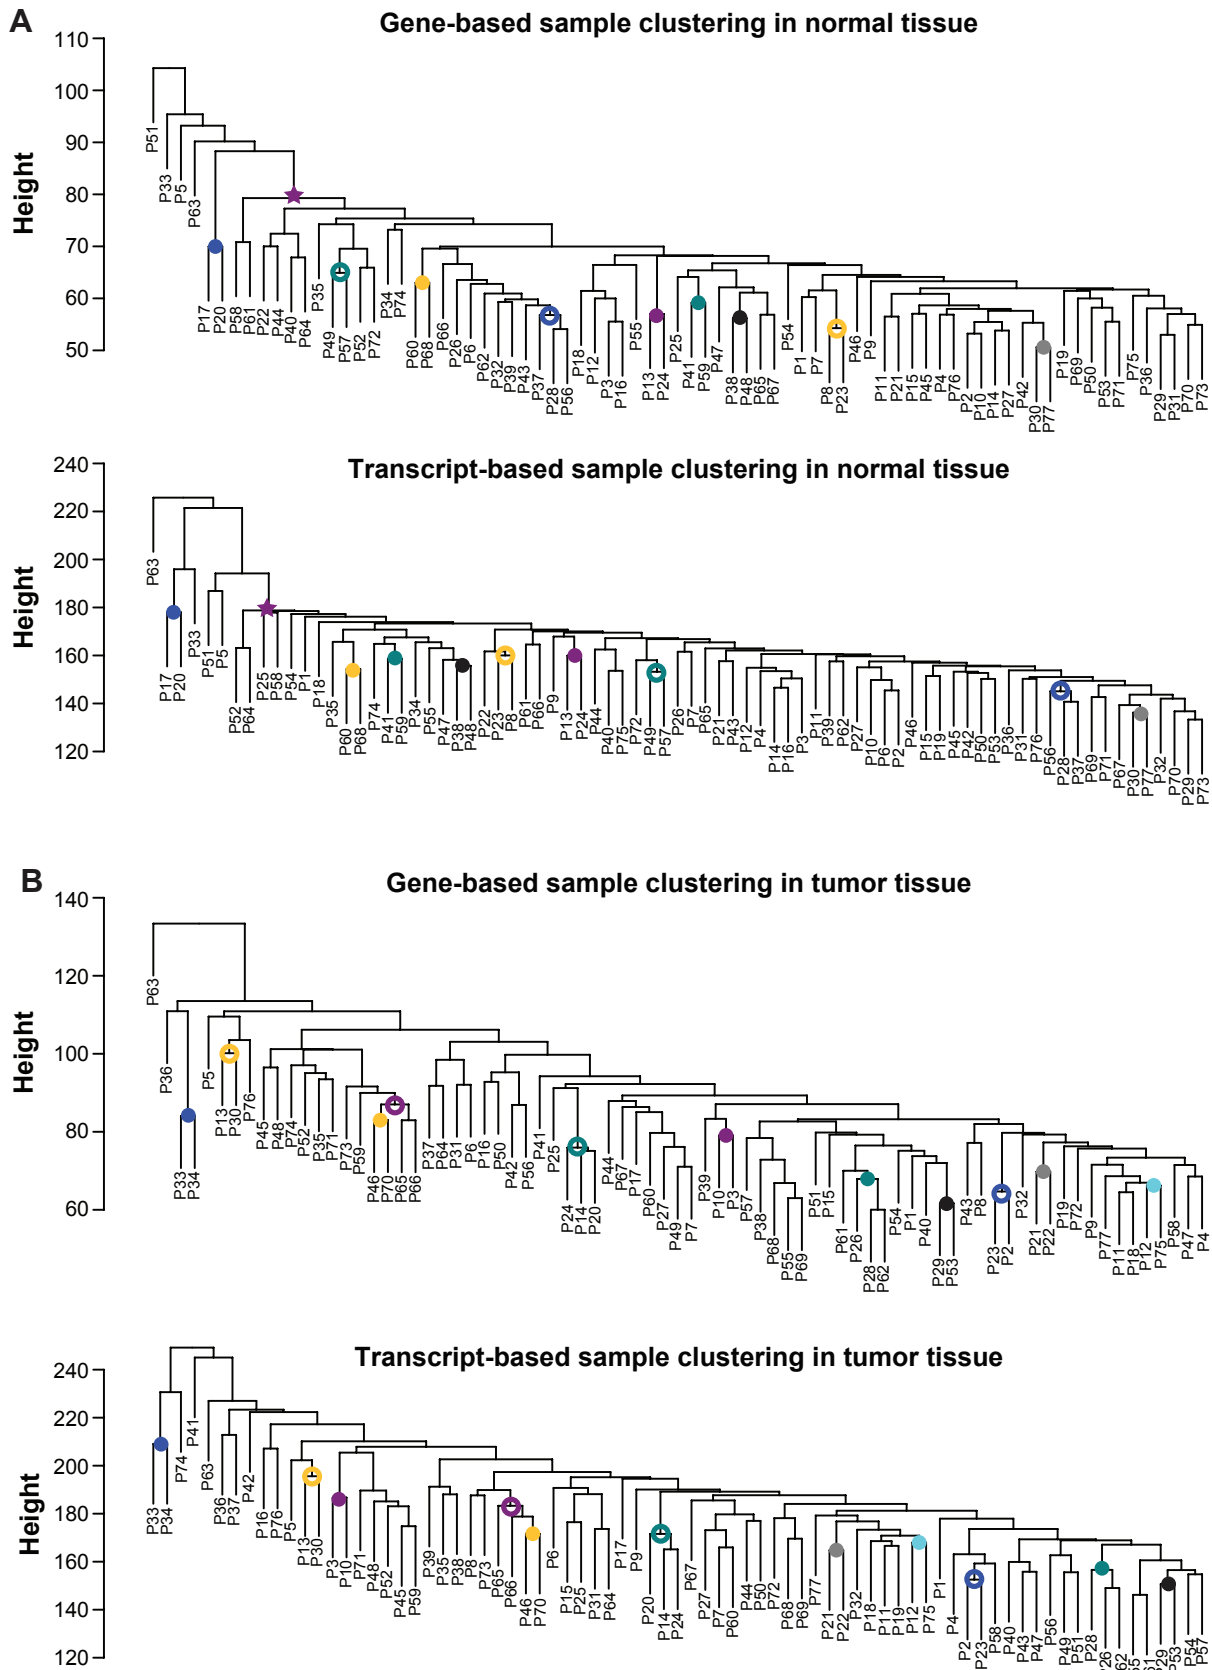 A
Gene-based sample clustering in normal tissue
Height
110
100
90
80
70
60
50
P51
P33
P5
P63
P17
P20
P58
P61
P22
P44
P40
P64
P35
P49
P57
P52
P72
P34
P74
P60
P68
P66
P26
P6
P62
P32
P39
P43
P37
P28
P56
P18
P12
P3
P16
P55
P13
P24
P25
P41
P59
P47
P38
P48
P65
P67
P54
P1
P7
P8
P23
P46
P9
P11
P21
P15
P45
P4
P76
P2
P10
P14
P27
P42
P30
P77
P19
P69
P50
P53
P71
P75
P36
P29
P31
P70
P73
Transcript-based sample clustering in normal tissue
Height
240
220
200
180
160
140
120
P63
P17
P20
P33
P51
P5
P52
P64
P25
P58
P54
P1
P18
P35
P60
P68
P74
P41
P59
P34
P55
P47
P38
P48
P22
P23
P8
P61
P66
P9
P13
P24
P44
P40
P75
P72
P49
P57
P26
P7
P65
P21
P43
P12
P4
P14
P16
P3
P11
P39
P62
P27
P10
P6
P2
P46
P15
P19
P45
P42
P50
P53
P36
P31
P76
P56
P28
P37
P69
P71
P67
P30
P77
P32
P70
P29
P73
B
Gene-based sample clustering in tumor tissue
Height
140
120
100
80
60
P63
P36
P33
P34
P5
P13
P30
P76
P45
P48
P74
P52
P35
P71
P73
P59
P46
P70
P65
P66
P37
P64
P31
P6
P16
P50
P42
P56
P41
P25
P24
P14
P20
P44
P67
P17
P60
P27
P49
P7
P39
P10
P3
P57
P38
P68
P55
P69
P51
P15
P61
P26
P28
P62
P54
P1
P40
P29
P53
P43
P8
P23
P2
P32
P21
P22
P19
P72
P9
P77
P11
P18
P12
P75
P58
P47
P4
Transcript-based sample clustering in tumor tissue
Height
240
220
200
180
160
140
120
P33
P34
P74
P41
P63
P36
P37
P42
P16
P76
P5
P13
P30
P3
P10
P71
P48
P52
P45
P59
P39
P35
P38
P8
P73
P65
P66
P46
P70
P6
P15
P25
P31
P64
P17
P9
P20
P14
P24
P67
P27
P7
P60
P44
P50
P72
P68
P69
P77
P21
P22
P32
P18
P11
P19
P12
P75
P1
P4
P2
P23
P58
P40
P43
P47
P56
P49
P51
P28
26
62
55
61
29
P53
P54
P57